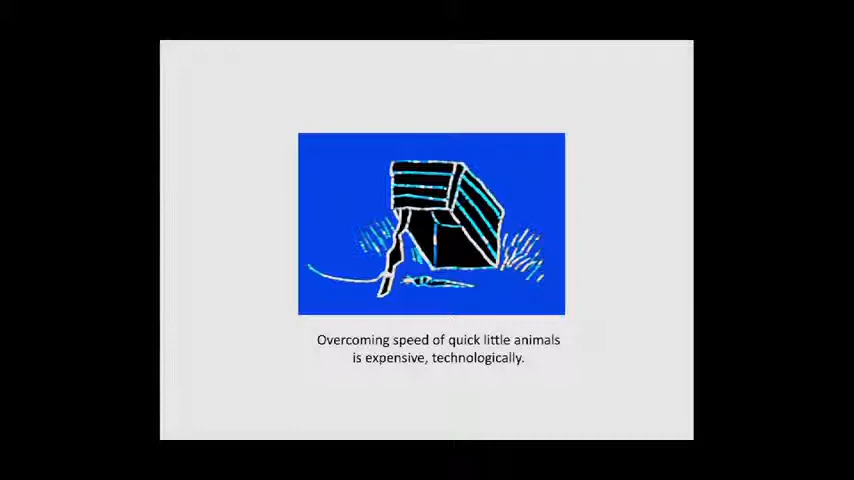 Overcoming speed of quick little animals
is expensive, technologically.